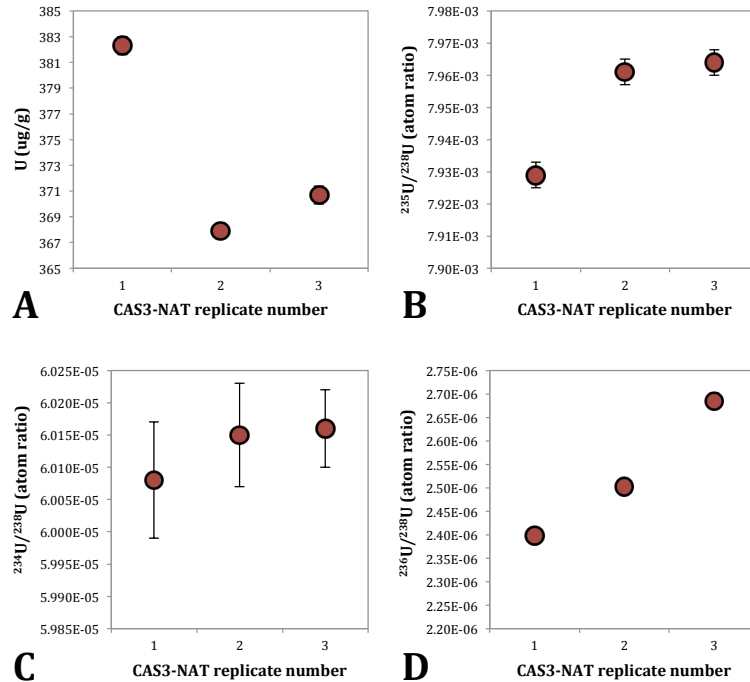 385
383
381
379
377
375
373
371
369
367
365
U (ug/g)
1 2 3
CAS3-NAT replicate number
A
7.98E-03
7.97E-03
7.96E-03
7.95E-03
7.94E-03
7.93E-03
7.92E-03
7.91E-03
7.90E-03
²³⁵U/²³⁸U (atom ratio)
1 2 3
CAS3-NAT replicate number
B
6.025E-05
6.020E-05
6.015E-05
6.010E-05
6.005E-05
6.000E-05
5.995E-05
5.990E-05
5.985E-05
²³⁴U/²³⁸U (atom ratio)
1 2 3
CAS3-NAT replicate number
C
2.75E-06
2.70E-06
2.65E-06
2.60E-06
2.55E-06
2.50E-06
2.45E-06
2.40E-06
2.35E-06
2.30E-06
2.25E-06
2.20E-06
²³⁶U/²³⁸U (atom ratio)
1 2 3
CAS3-NAT replicate number
D